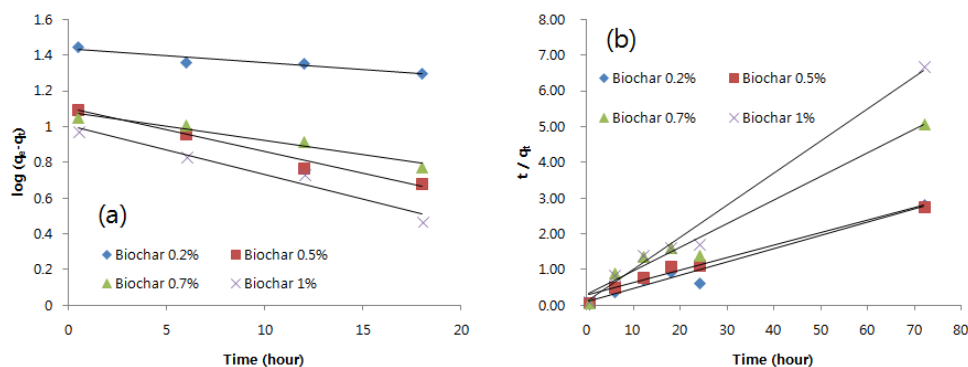 1.6
1.4
1.2
1
0.8
0.6
0.4
0.2
0
log (qe-qt)
(a)
Biochar 0.2%
Biochar 0.5%
Biochar 0.7%
Biochar 1%
0
5
10
15
20
Time (hour)
8.00
7.00
6.00
5.00
4.00
3.00
2.00
1.00
0.00
t / qt
(b)
Biochar 0.2%
Biochar 0.5%
Biochar 0.7%
Biochar 1%
0
10
20
30
40
50
60
70
80
Time (hour)